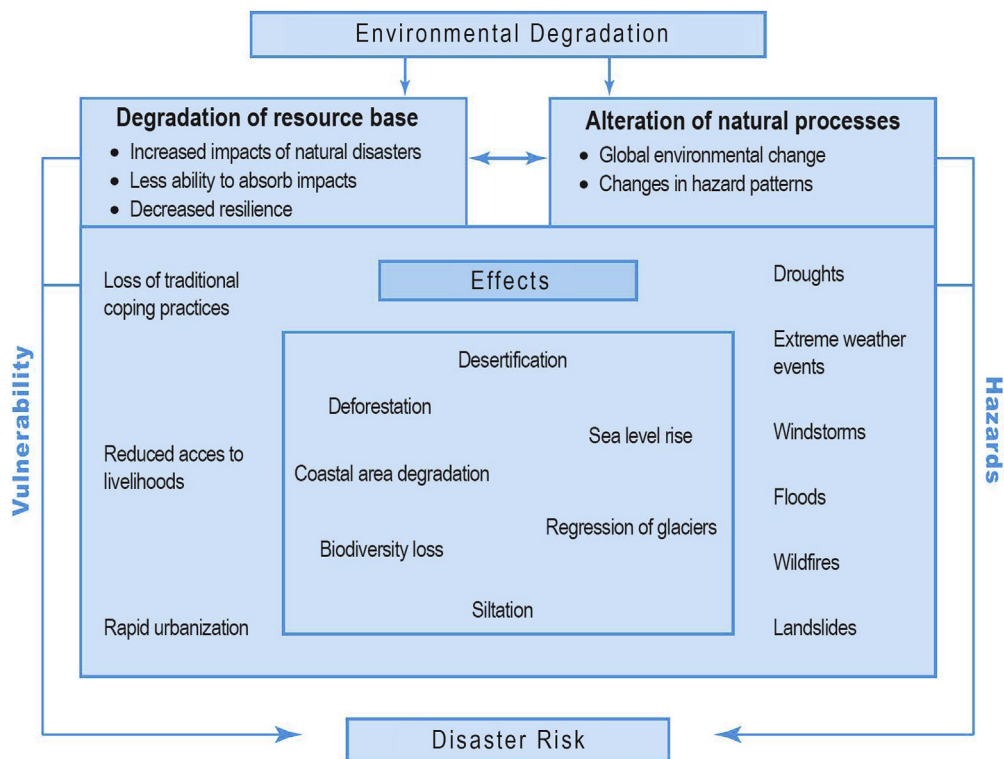 Environmental Degradation
Degradation of resource base
• Increased impacts of natural disasters
• Less ability to absorb impacts
• Decreased resilience
Alteration of natural processes
• Global environmental change
• Changes in hazard patterns
Vulnerability
Loss of traditional
coping practices
Reduced acces to
livelihoods
Rapid urbanization
Effects
Desertification
Deforestation
Sea level rise
Coastal area degradation
Regression of glaciers
Biodiversity loss
Siltation
Droughts
Extreme weather
events
Windstorms
Floods
Wildfires
Landslides
Hazards
Disaster Risk